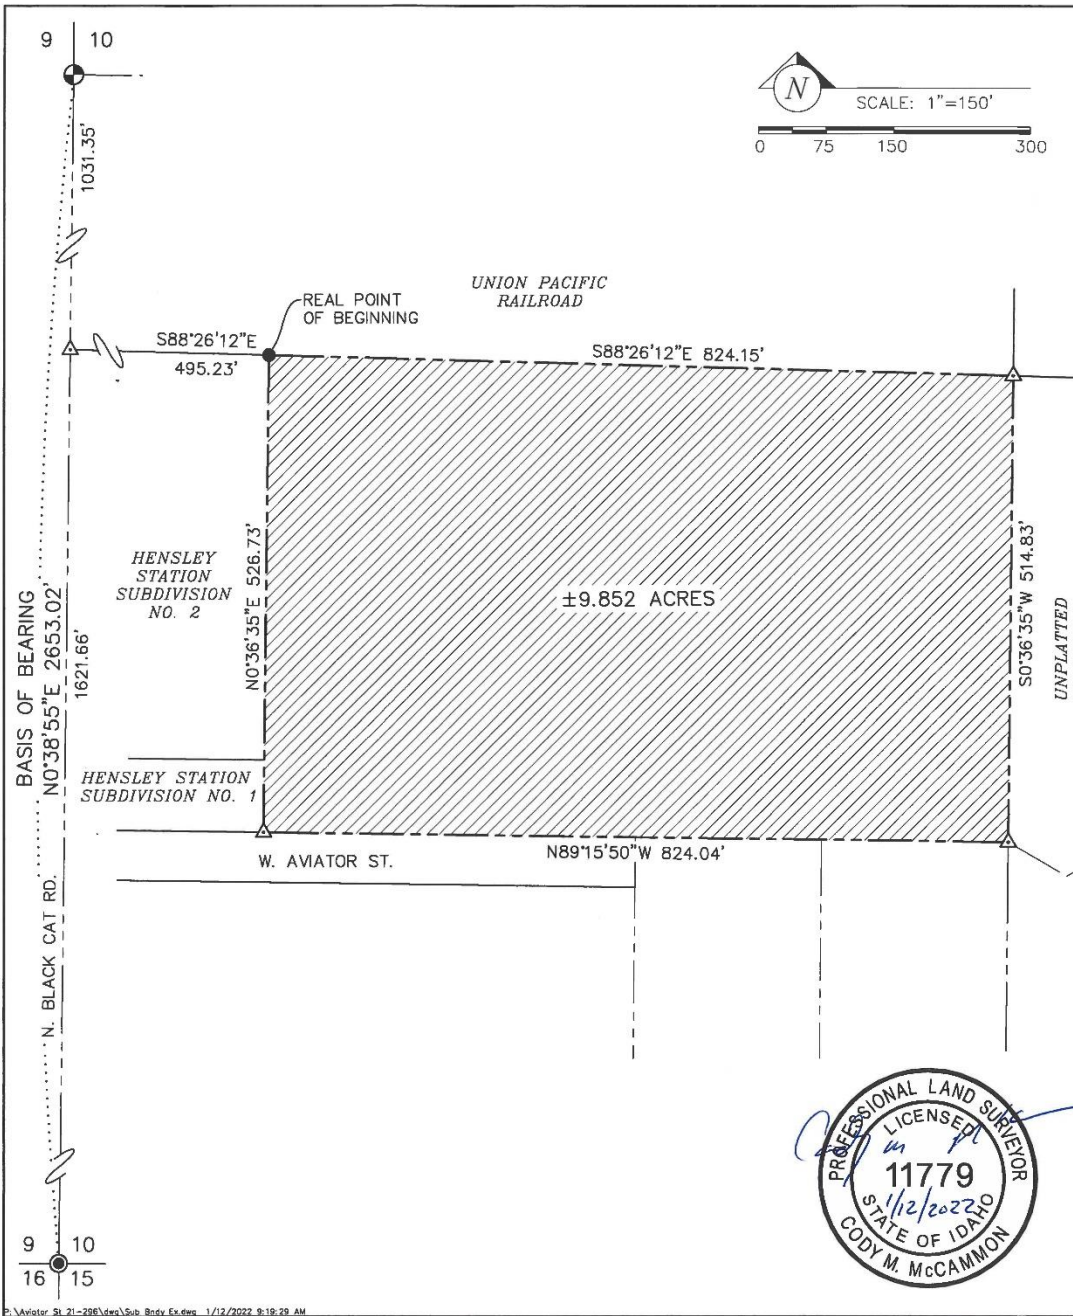 9 10
1031.35'
N
SCALE: 1"=150'
0 75 150 300
UNION PACIFIC
RAILROAD
REAL POINT
OF BEGINNING
S88°26'12"E
495.23'
S88°26'12"E 824.15'
HENSLEY
STATION
SUBDIVISION
NO. 2
N0°36'35"E 526.73'
±9.852 ACRES
S0°36'35"W 514.83'
UNPLATTED
BASIS OF BEARING
N0°38'55"E 2653.02'
1621.66'
HENSLEY STATION
SUBDIVISION NO. 1
W. AVIATOR ST.
N89°15'50"W 824.04'
N. BLACK CAT RD.
PROFESSIONAL LAND SURVEYOR
LICENSED
11779
1/12/2022
STATE OF IDAHO
CODY M. McCAMMON
9 10
16 15
P:\Aviator St 21-296\dwg\Sub Bndy Ex.dwg 1/12/2022 9:19:29 AM